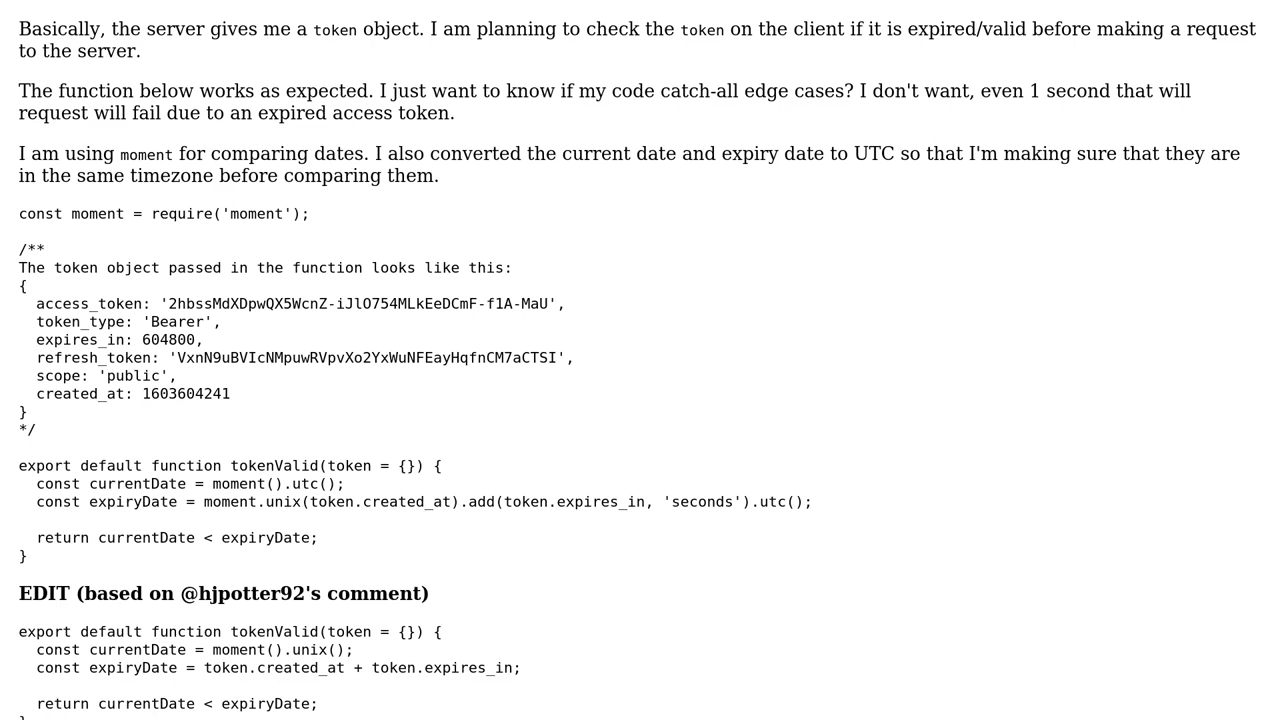 Basically, the server gives me a token object. I am planning to check the token on the client if it is expired/valid before making a request
to the server.
The function below works as expected. I just want to know if my code catch-all edge cases? I don't want, even 1 second that will
request will fail due to an expired access token.
I am using moment for comparing dates. I also converted the current date and expiry date to UTC so that I'm making sure that they are
in the same timezone before comparing them.
const moment = require('moment');
/**
The token object passed in the function looks like this:
{
  access_token: '2hbssMdXDpwQX5WcnZ-iJlO754MLkEeDCmF-f1A-MaU',
  token_type: 'Bearer',
  expires_in: 604800,
  refresh_token: 'VxnN9uBVIcNMpuwRVpvXo2YxWuNFEayHqfnCM7aCTSI',
  scope: 'public',
  created_at: 1603604241
}
*/
export default function tokenValid(token = {}) {
  const currentDate = moment().utc();
  const expiryDate = moment.unix(token.created_at).add(token.expires_in, 'seconds').utc();
  return currentDate < expiryDate;
}
EDIT (based on @hjpotter92's comment)
export default function tokenValid(token = {}) {
  const currentDate = moment().unix();
  const expiryDate = token.created_at + token.expires_in;
  return currentDate < expiryDate;
}